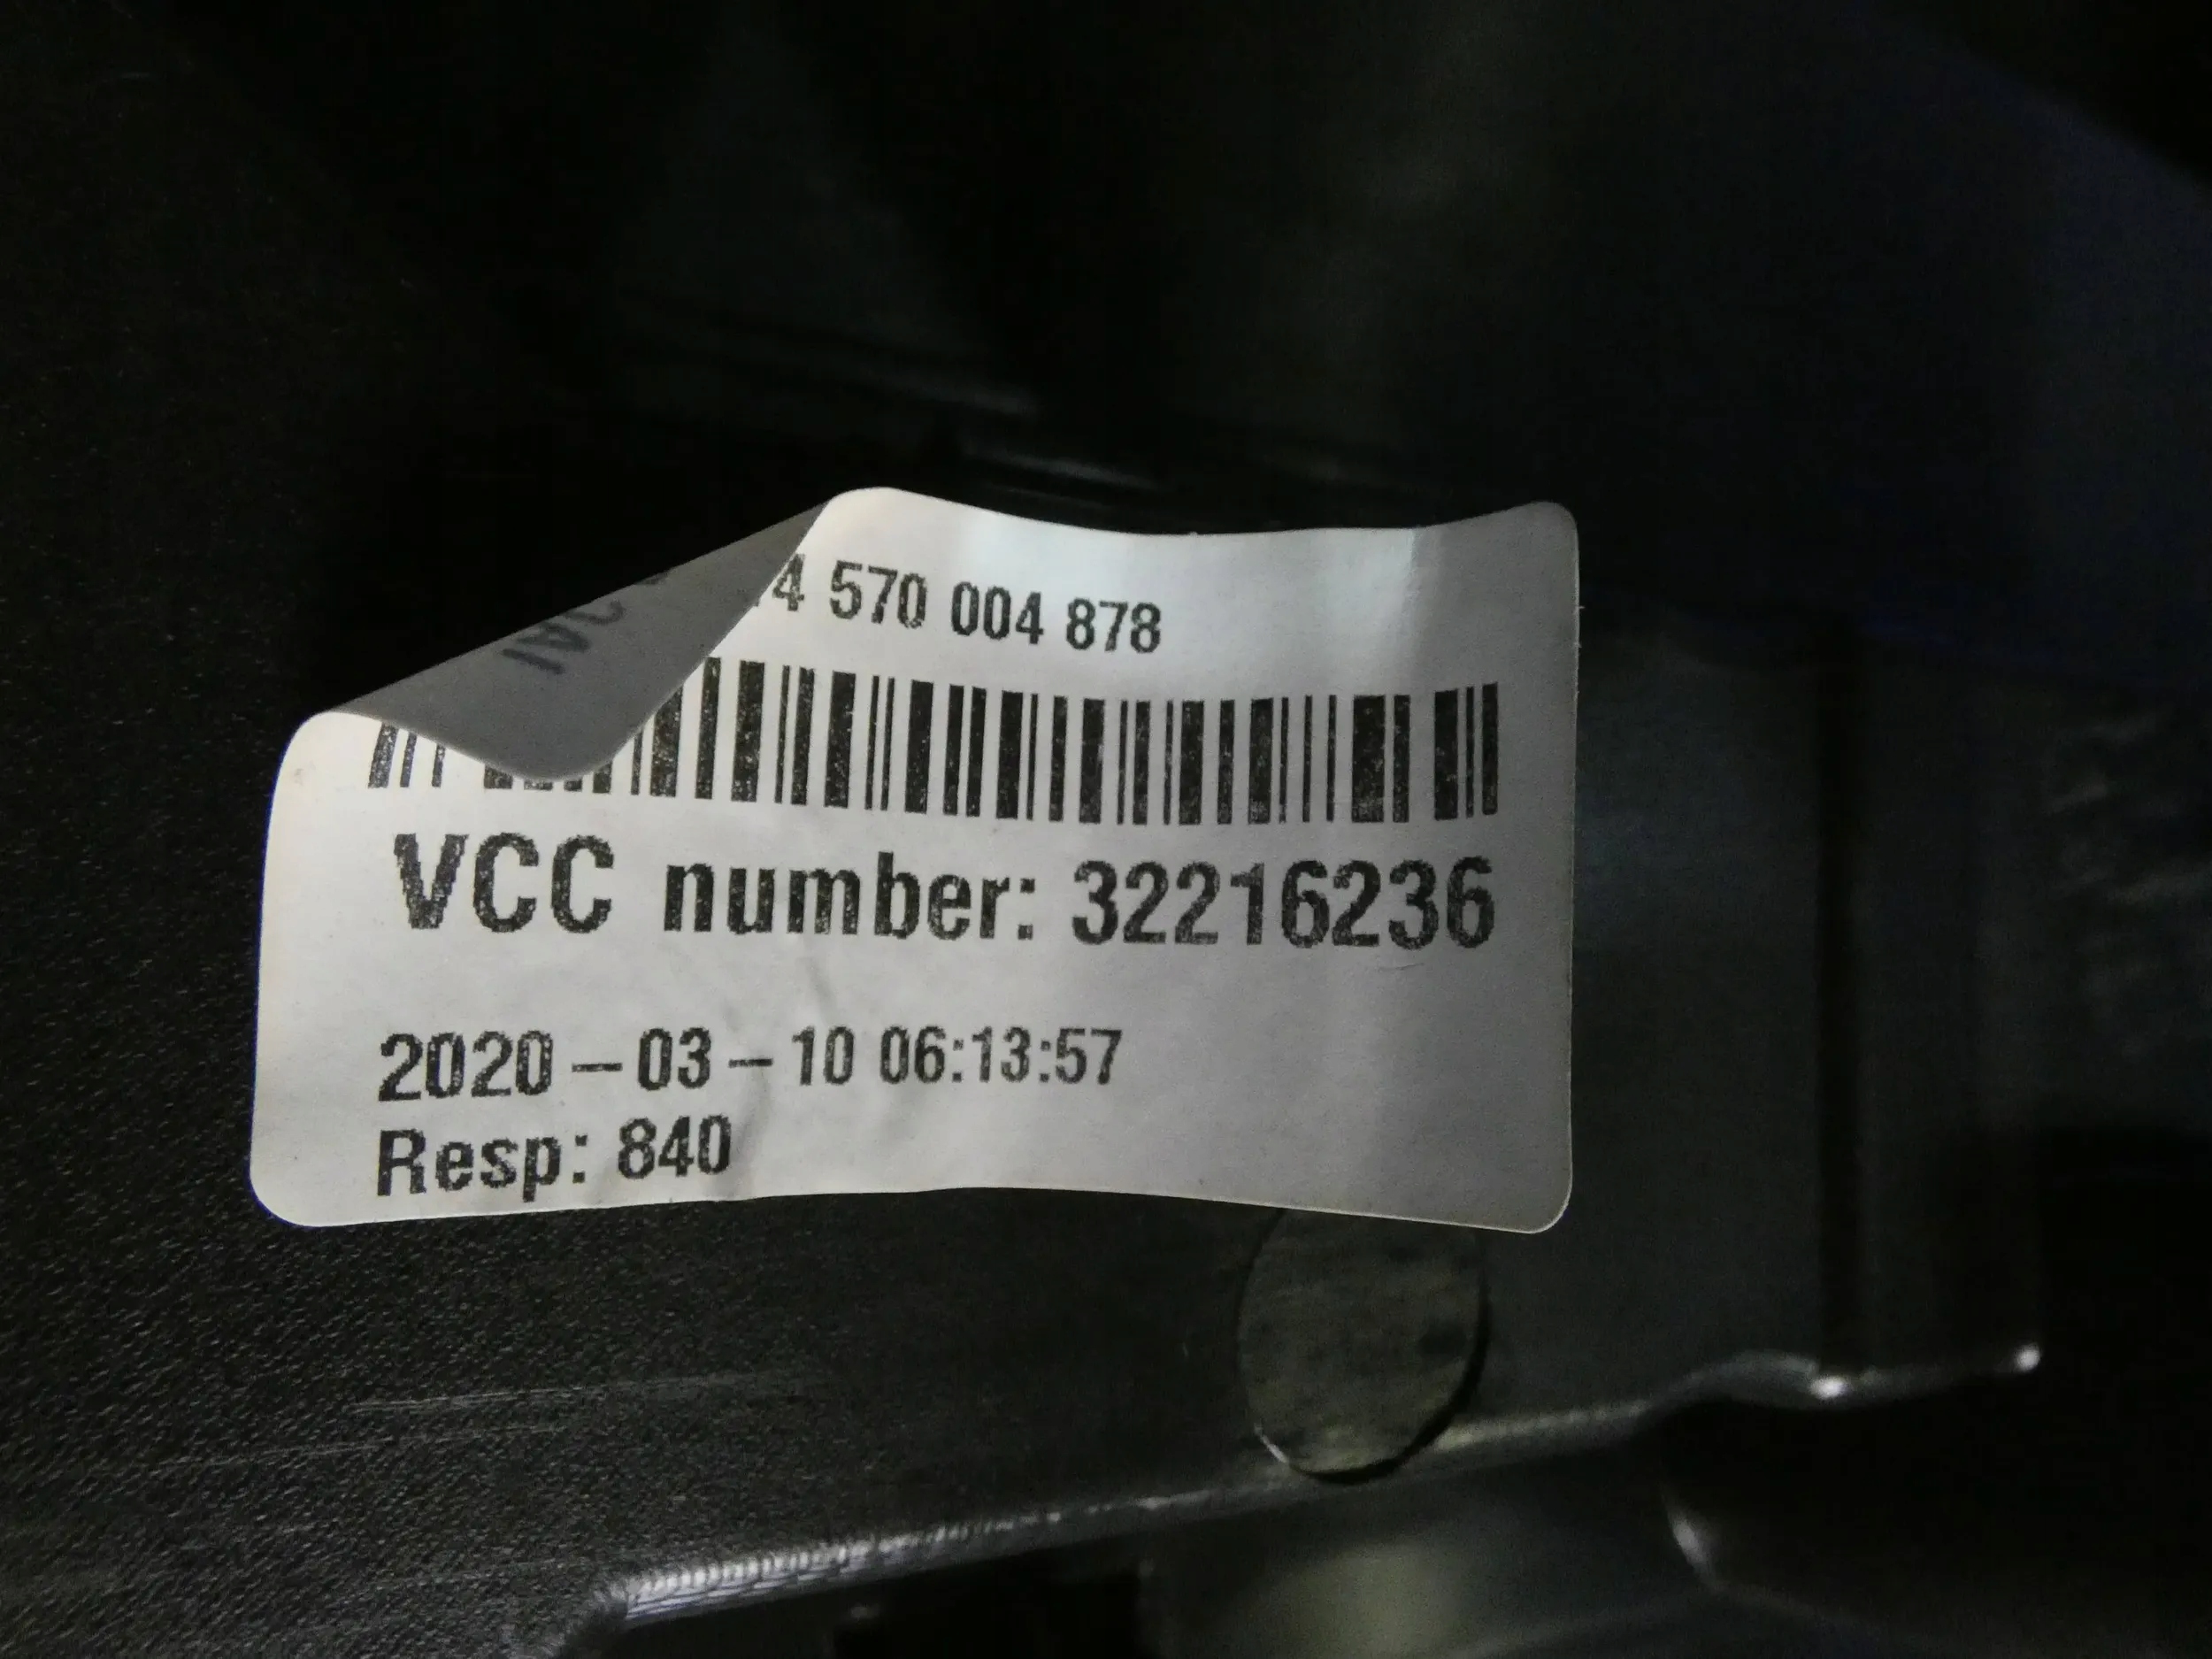 4 570 004 878
VCC number: 32216236
2020-03-10 06:13:57
Resp: 840